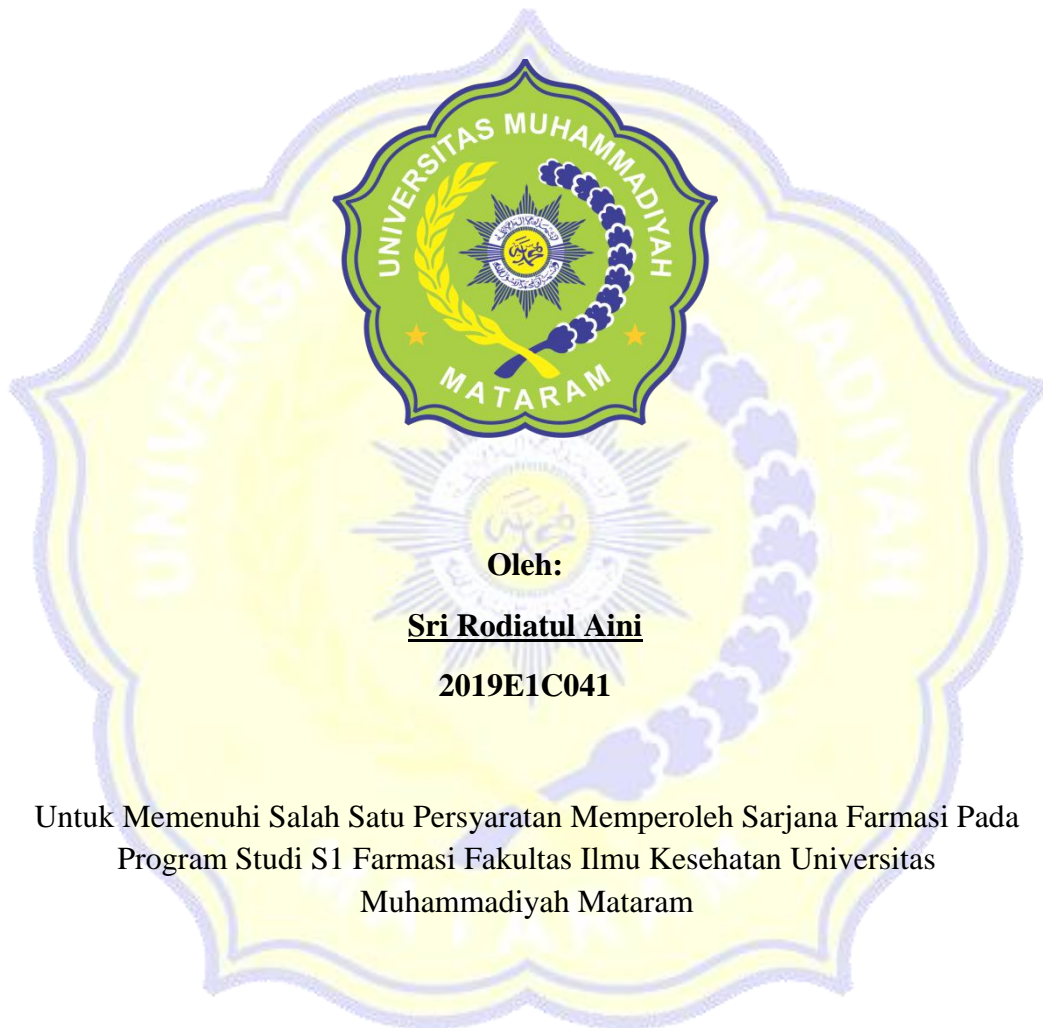 UNIVERSITAS MUHAMMADIYAH
MATARAM
Oleh:
Sri Rodiatul Aini
2019E1C041
Untuk Memenuhi Salah Satu Persyaratan Memperoleh Sarjana Farmasi Pada
Program Studi S1 Farmasi Fakultas Ilmu Kesehatan Universitas
Muhammadiyah Mataram